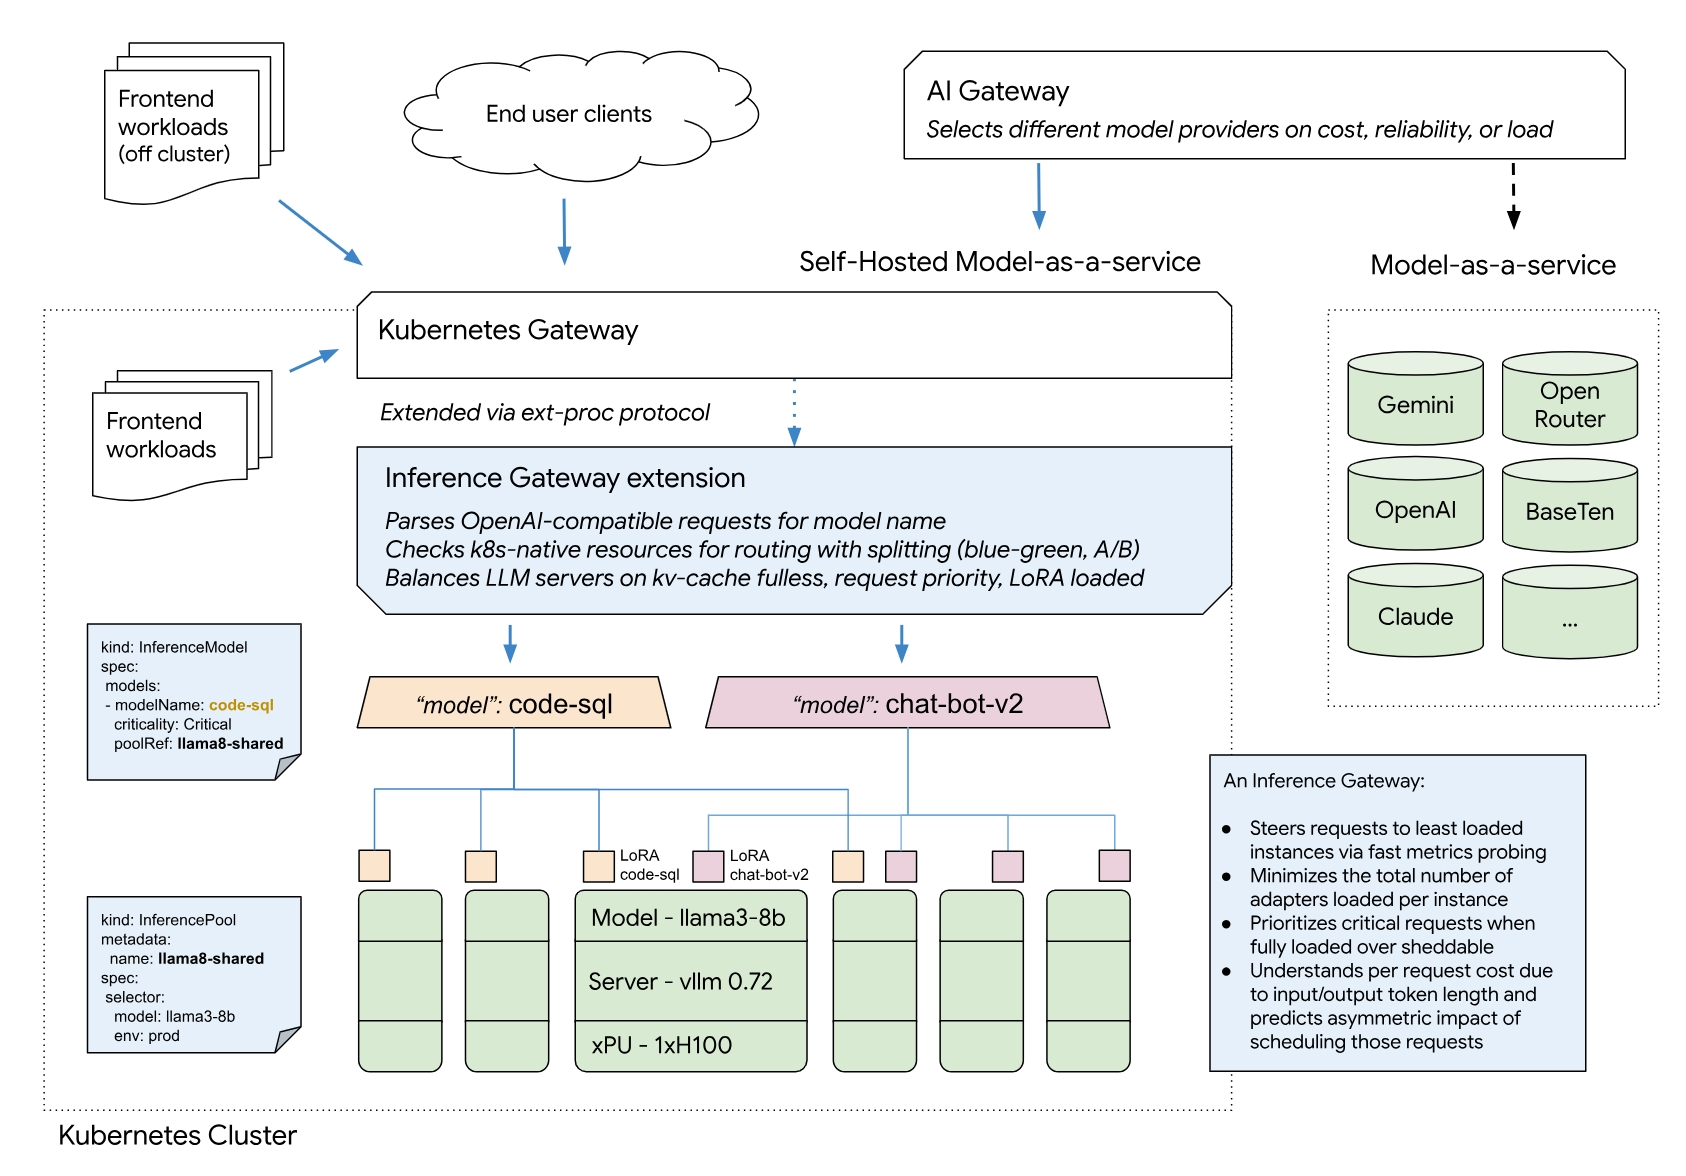 Frontend
workloads
(off cluster)
End user clients
AI Gateway
Selects different model providers on cost, reliability, or load
Self-Hosted Model-as-a-service
Model-as-a-service
Kubernetes Gateway
Extended via ext-proc protocol
Frontend
workloads
Inference Gateway extension
Parses OpenAI-compatible requests for model name
Checks k8s-native resources for routing with splitting (blue-green, A/B)
Balances LLM servers on kv-cache fulless, request priority, LoRA loaded
Gemini
Open
Router
OpenAI
BaseTen
Claude
...
kind: InferenceModel
spec:
models:
- modelName: code-sql
criticality: Critical
poolRef: llama8-shared
“model”: code-sql
“model”: chat-bot-v2
LoRA
code-sql
LoRA
chat-bot-v2
Model - llama3-8b
Server - vllm 0.72
xPU - 1xH100
kind: InferencePool
metadata:
name: llama8-shared
spec:
selector:
model: llama3-8b
env: prod
An Inference Gateway:
● Steers requests to least loaded
instances via fast metrics probing
● Minimizes the total number of
adapters loaded per instance
● Prioritizes critical requests when
fully loaded over sheddable
● Understands per request cost due
to input/output token length and
predicts asymmetric impact of
scheduling those requests
Kubernetes Cluster